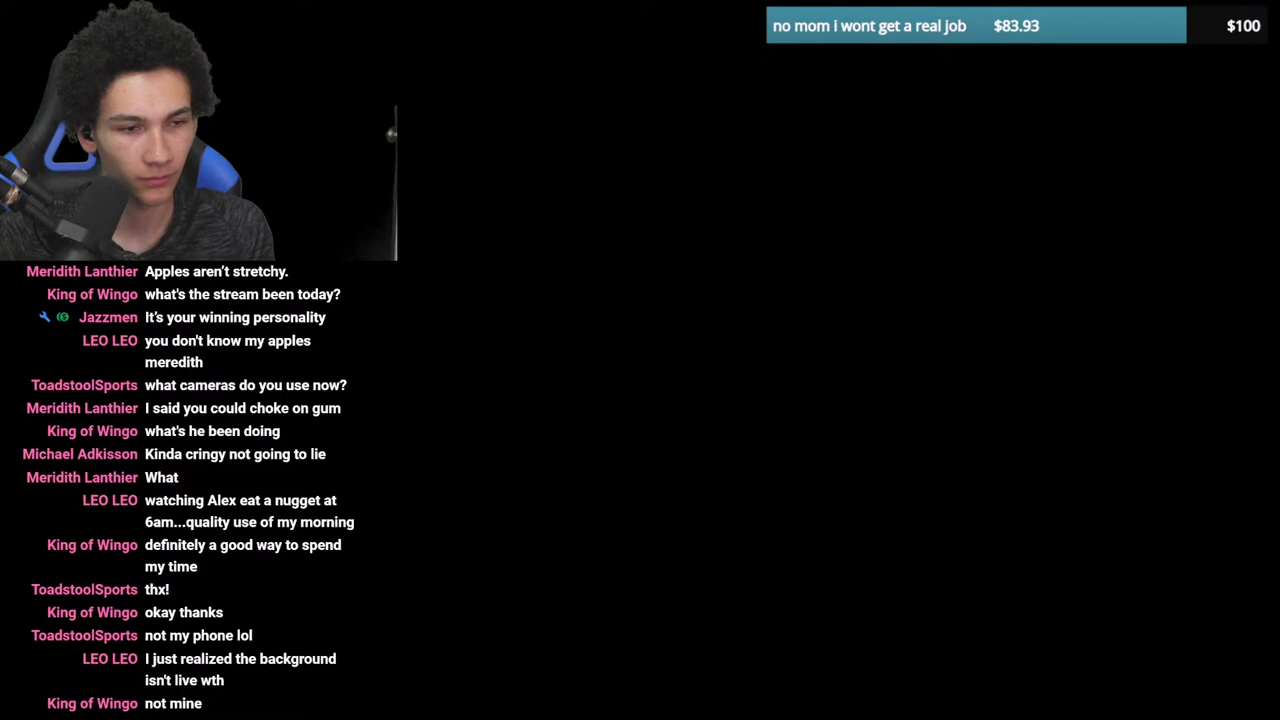 no mom i wont get a real job $83.93 $100
Meridith Lanthier Apples aren’t stretchy.
King of Wingo what's the stream been today?
Jazzmen It’s your winning personality
LEO LEO you don't know my apples
meredith
ToadstoolSports what cameras do you use now?
Meridith Lanthier I said you could choke on gum
King of Wingo what's he been doing
Michael Adkisson Kinda cringy not going to lie
Meridith Lanthier What
LEO LEO watching Alex eat a nugget at
6am...quality use of my morning
King of Wingo definitely a good way to spend
my time
ToadstoolSports thx!
King of Wingo okay thanks
ToadstoolSports not my phone lol
LEO LEO I just realized the background
isn't live wth
King of Wingo not mine